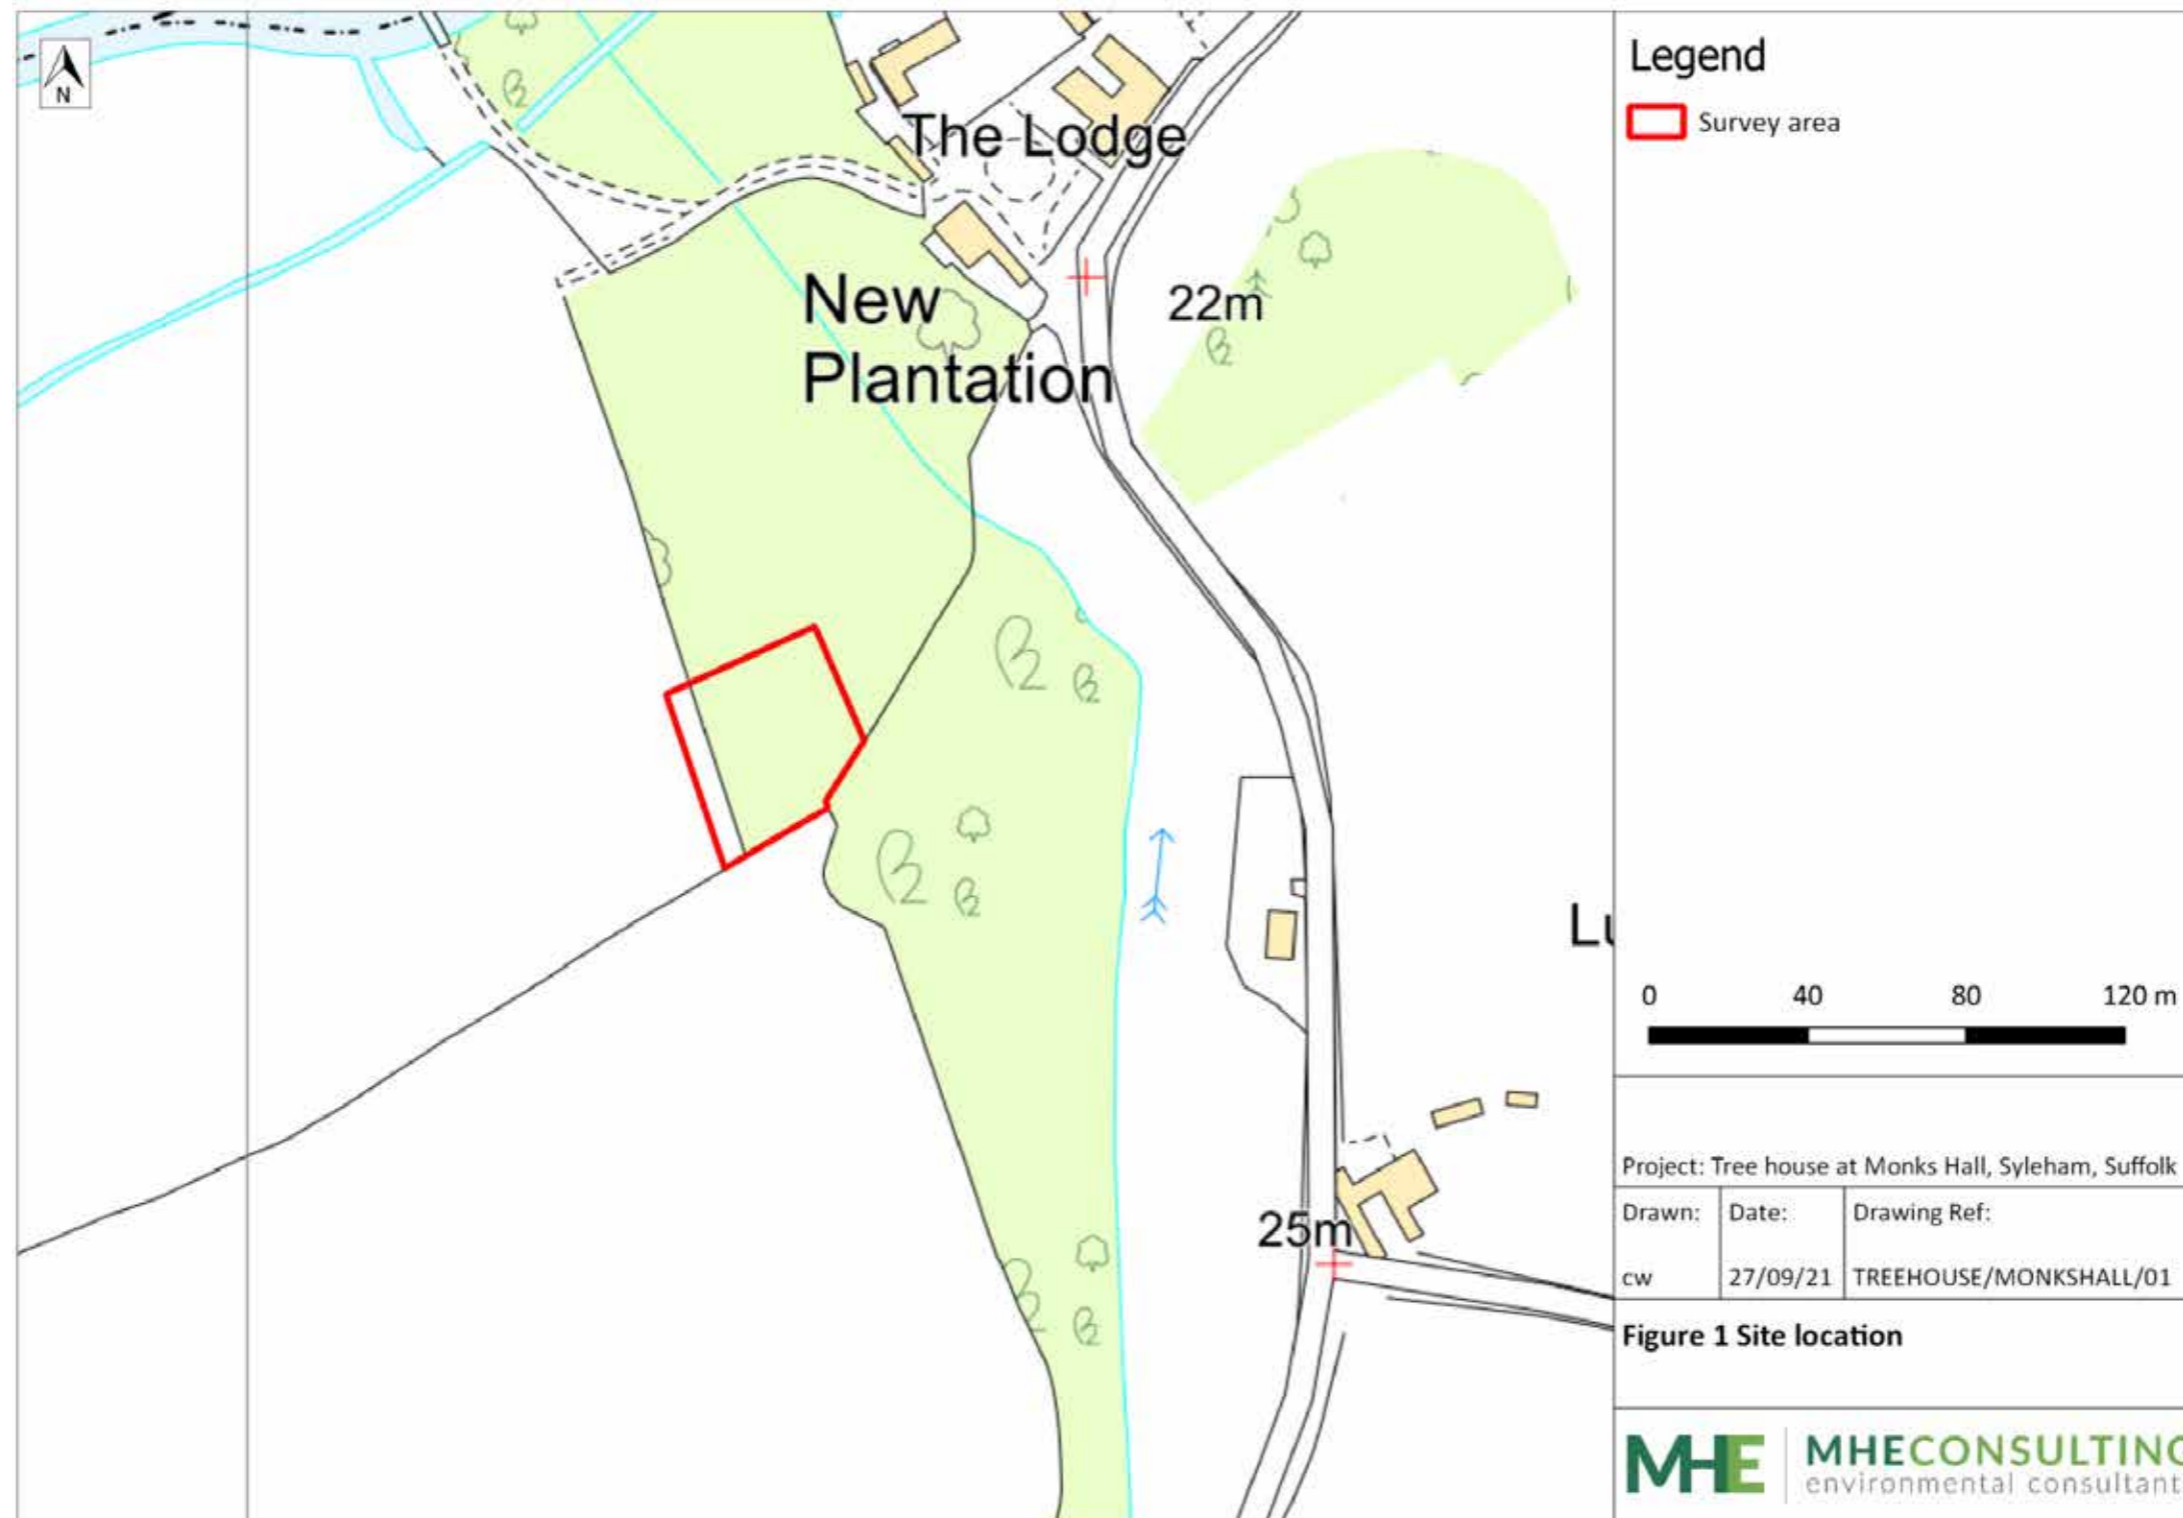 N
The Lodge
New
Plantation
22m
25m
Legend
Survey area
0 40 80 120 m
Project: Tree house at Monks Hall, Syleham, Suffolk
Drawn: Date: Drawing Ref:
cw 27/09/21 TREEHOUSE/MONKSHALL/01
Figure 1 Site location
MHE MHECONSULTING
environmental consultant